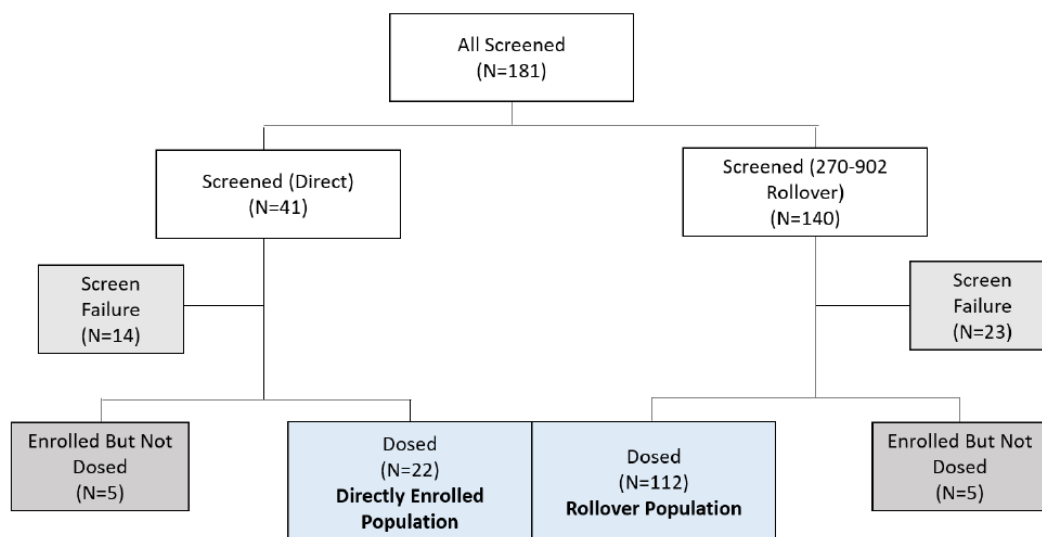 All Screened
(N=181)
Screened (Direct)
(N=41)
Screened (270-902
Rollover)
(N=140)
Screen
Failure
(N=14)
Screen
Failure
(N=23)
Enrolled But Not
Dosed
(N=5)
Dosed
(N=22)
Directly Enrolled
Population
Dosed
(N=112)
Rollover Population
Enrolled But Not
Dosed
(N=5)